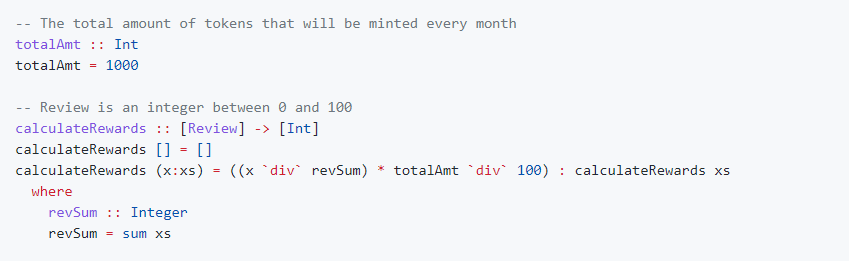 -- The total amount of tokens that will be minted every month
totalAmt :: Int
totalAmt = 1000
-- Review is an integer between 0 and 100
calculateRewards :: [Review] -> [Int]
calculateRewards [] = []
calculateRewards (x:xs) = ((x `div` revSum) * totalAmt `div` 100) : calculateRewards xs
where
revSum :: Integer
revSum = sum xs